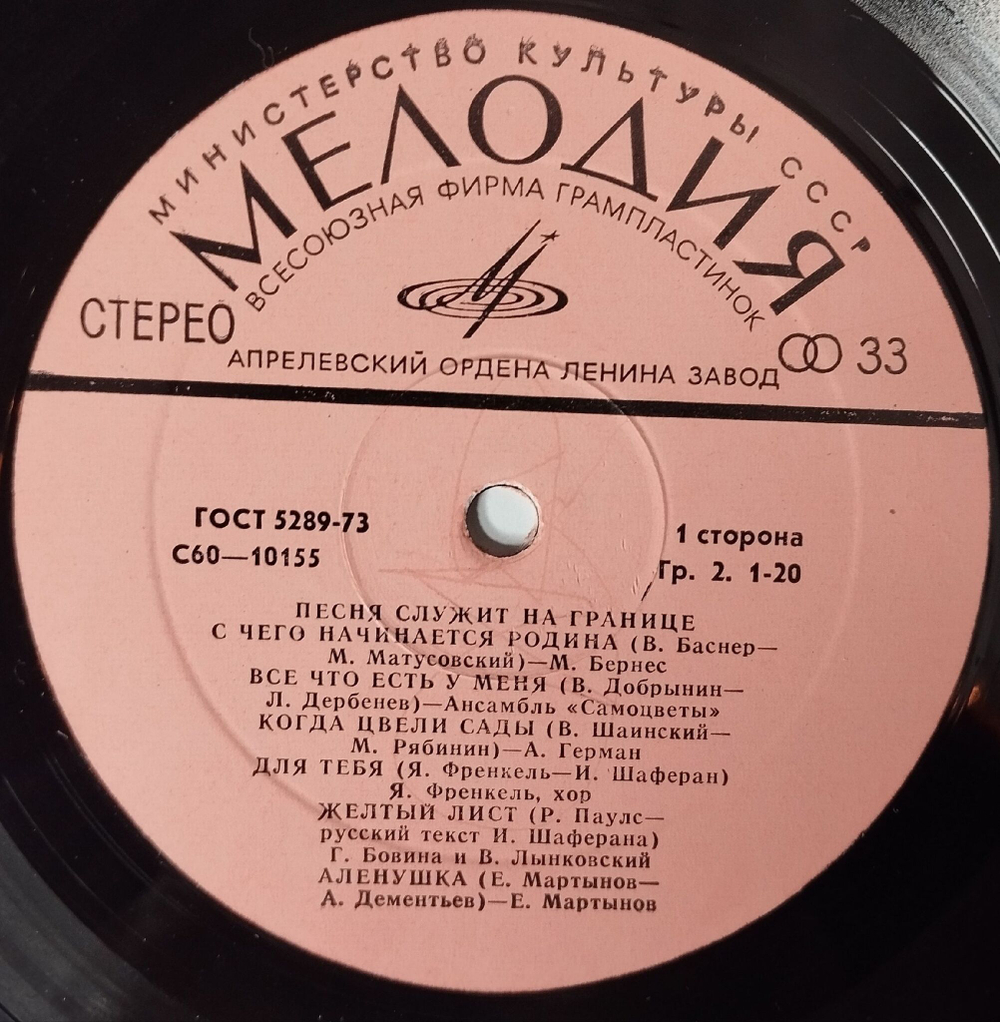 МИНИСТЕРСТВО КУЛЬТУРЫ СССР
МЕЛОДИЯ
ВСЕСОЮЗНАЯ ФИРМА ГРАМПЛАСТИНОК
СТЕРЕО
33
АПРЕЛЕВСКИЙ ОРДЕНА ЛЕНИНА ЗАВОД
ГОСТ 5289-73
С60—10155
1 сторона
Гр. 2. 1-20
ПЕСНЯ СЛУЖИТ НА ГРАНИЦЕ
С ЧЕГО НАЧИНАЕТСЯ РОДИНА (В. Баснер—
М. Матусовский)—М. Бернес
ВСЕ ЧТО ЕСТЬ У МЕНЯ (В. Добрынин—
Л. Дербенев)—Ансамбль «Самоцветы»
КОГДА ЦВЕЛИ САДЫ (В. Шаинский—
М. Рябинин)—А. Герман
ДЛЯ ТЕБЯ (Я. Френкель—И. Шаферан)
Я. Френкель, хор
ЖЕЛТЫЙ ЛИСТ (Р. Паулс—
русский текст И. Шаферана)
Г. Бовина и В. Лынковский
АЛЕНУШКА (Е. Мартынов—
А. Дементьев)—Е. Мартынов